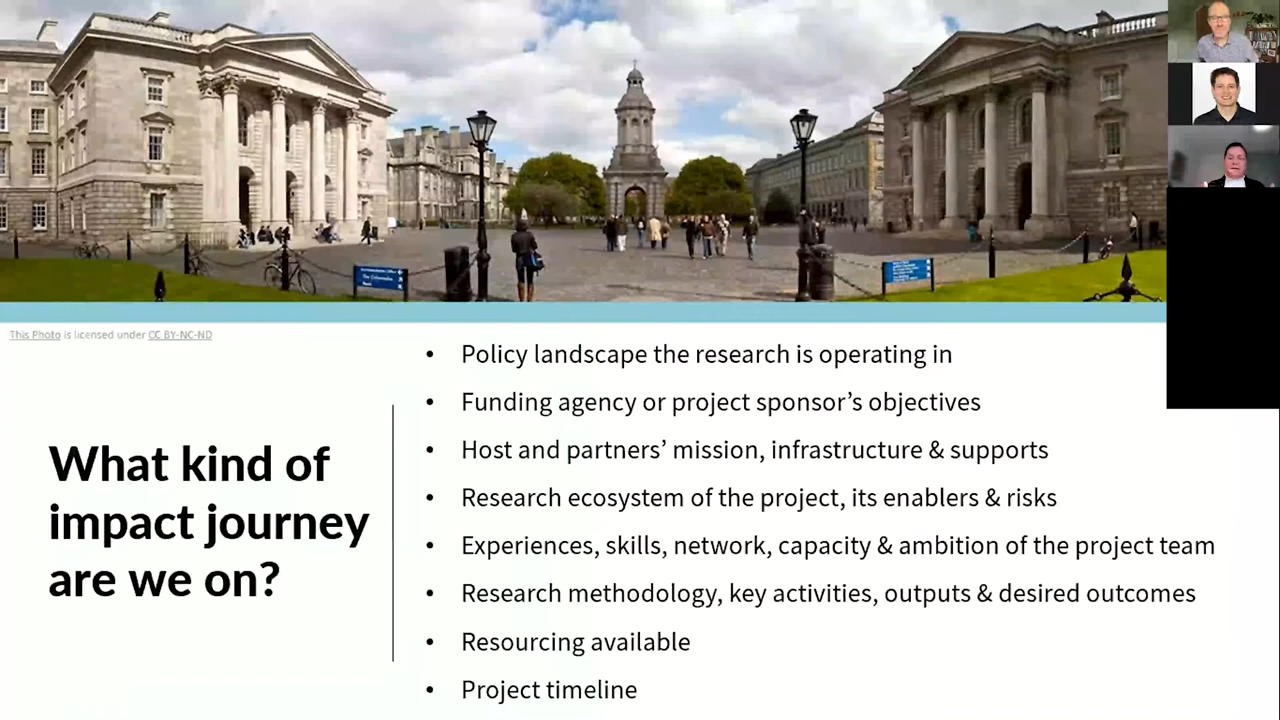 This Photo is licensed under CC BY-NC-ND
What kind of
impact journey
are we on?
• Policy landscape the research is operating in
• Funding agency or project sponsor’s objectives
• Host and partners’ mission, infrastructure & supports
• Research ecosystem of the project, its enablers & risks
• Experiences, skills, network, capacity & ambition of the project team
• Research methodology, key activities, outputs & desired outcomes
• Resourcing available
• Project timeline